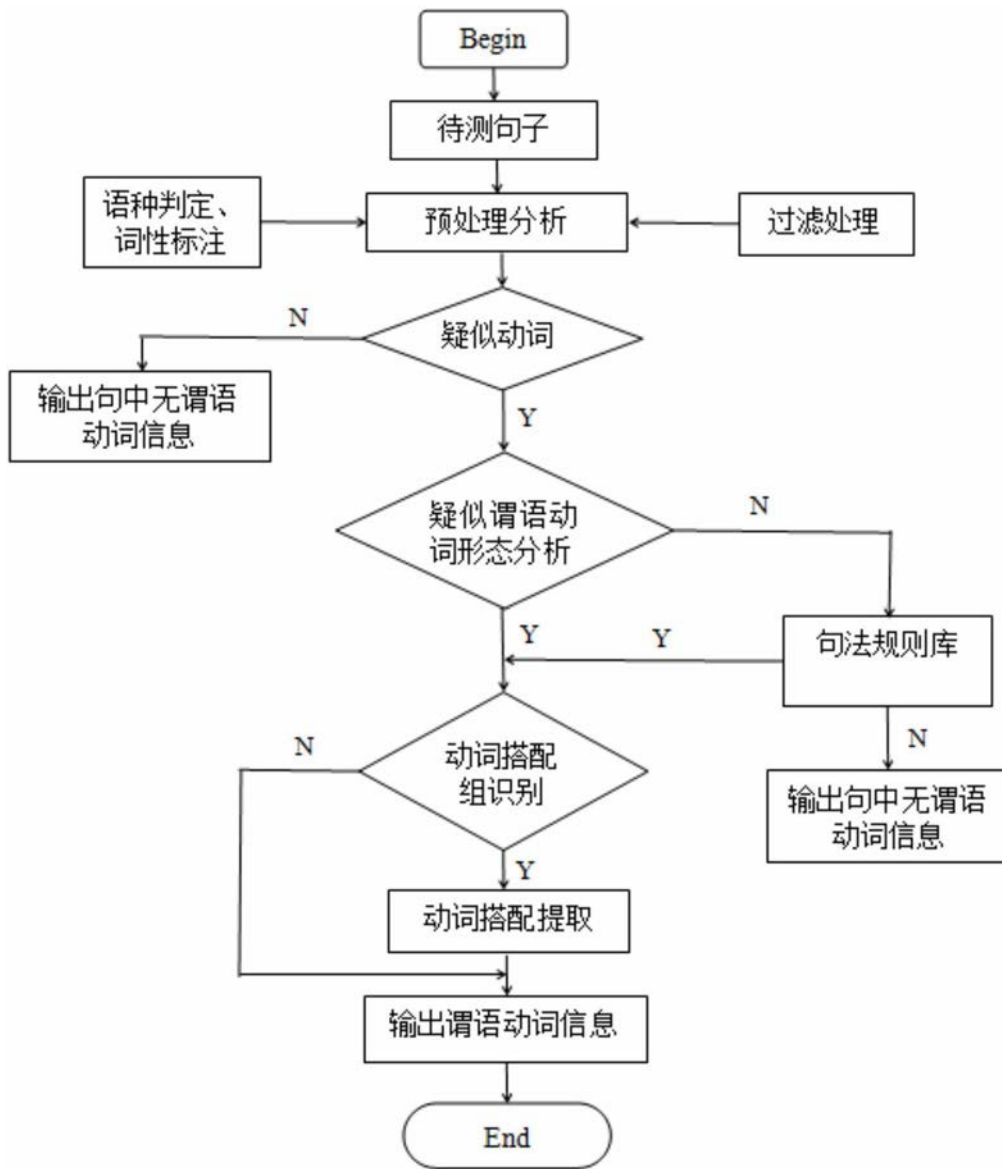 Begin
待测句子
语种判定、
词性标注
预处理分析
过滤处理
N
疑似动词
输出句中无谓语
动词信息
Y
疑似谓语动
词形态分析
N
Y
Y
句法规则库
N
动词搭配
组识别
N
输出句中无谓语
动词信息
Y
动词搭配提取
输出谓语动词信息
End